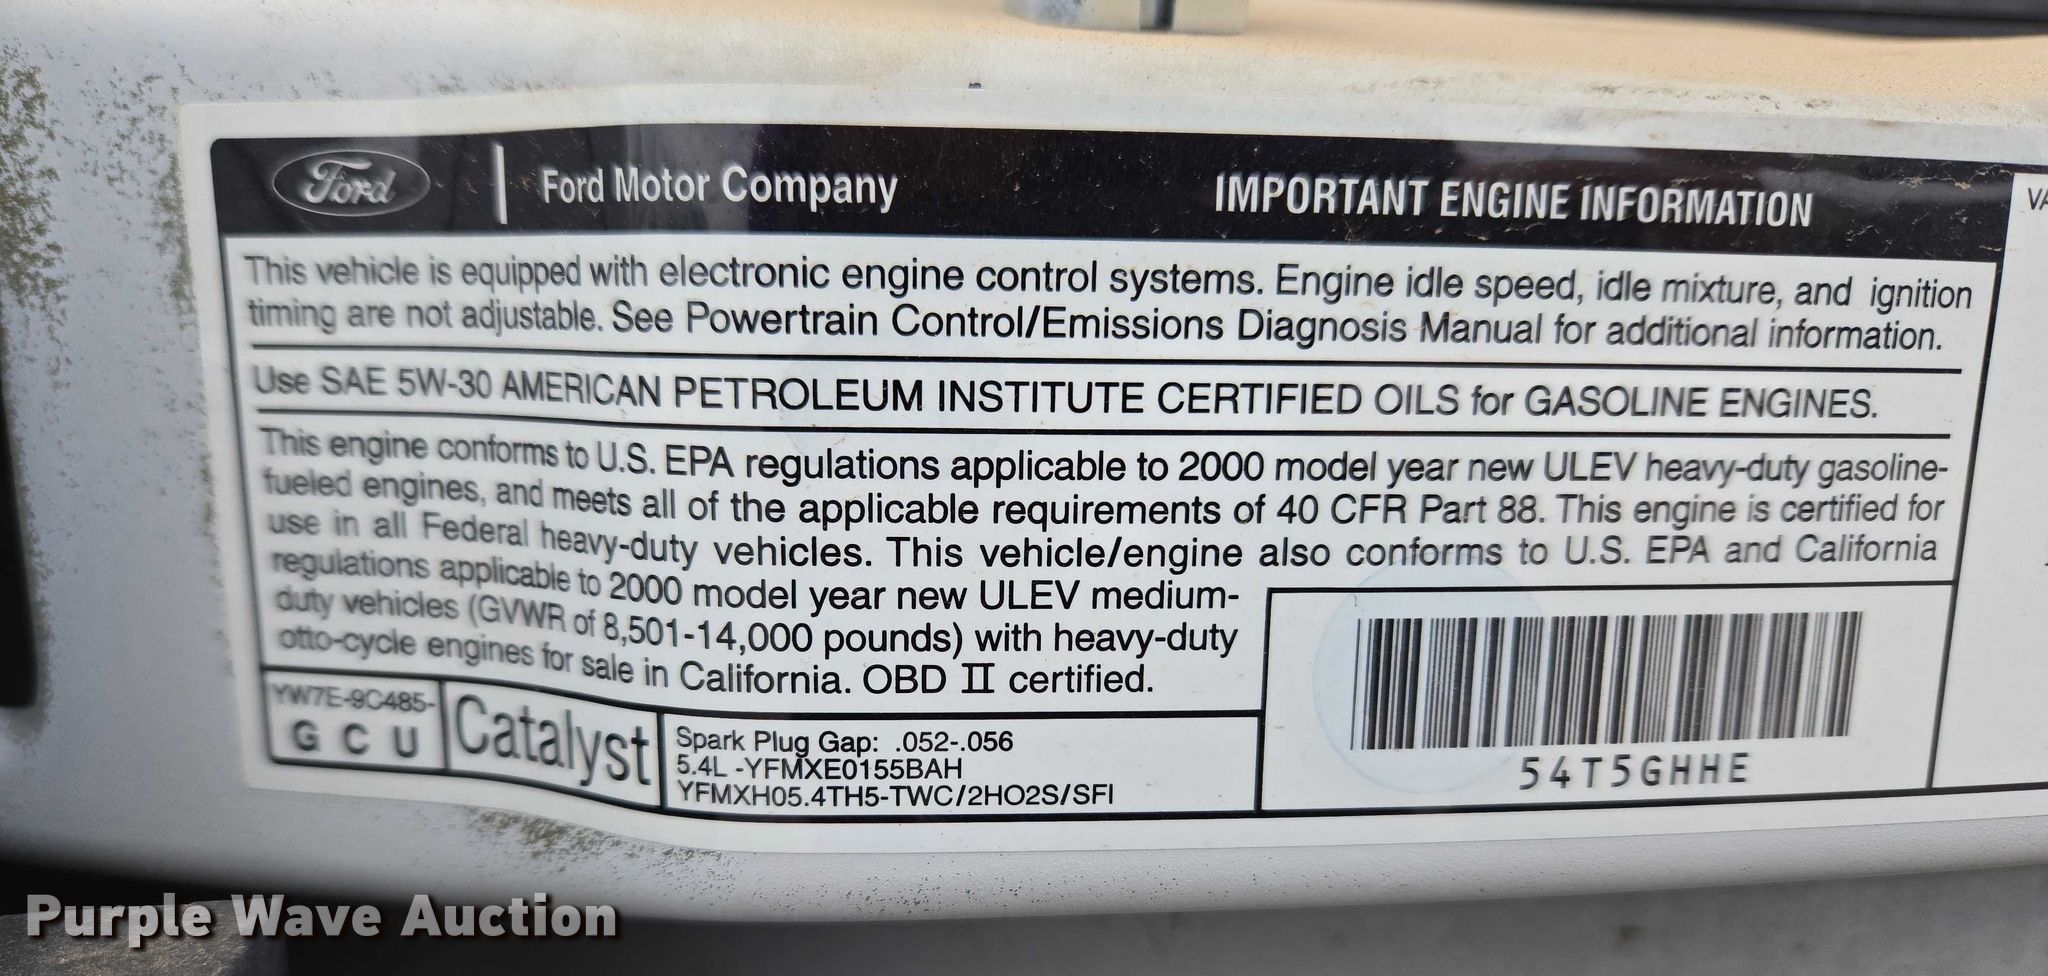 Ford | Ford Motor Company IMPORTANT ENGINE INFORMATION
VA
This vehicle is equipped with electronic engine control systems. Engine idle speed, idle mixture, and ignition
timing are not adjustable. See Powertrain Control/Emissions Diagnosis Manual for additional information.
Use SAE 5W-30 AMERICAN PETROLEUM INSTITUTE CERTIFIED OILS for GASOLINE ENGINES.
This engine conforms to U.S. EPA regulations applicable to 2000 model year new ULEV heavy-duty gasoline-
fueled engines, and meets all of the applicable requirements of 40 CFR Part 88. This engine is certified for
use in all Federal heavy-duty vehicles. This vehicle/engine also conforms to U.S. EPA and California
regulations applicable to 2000 model year new ULEV medium-
duty vehicles (GVWR of 8,501-14,000 pounds) with heavy-duty
otto-cycle engines for sale in California. OBD II certified.
YW7E-9C485-
G C U
Catalyst
Spark Plug Gap: .052-.056
5.4L -YFMXE0155BAH
YFMXH05.4TH5-TWC/2HO2S/SFI
54T5GHHE
Purple Wave Auction